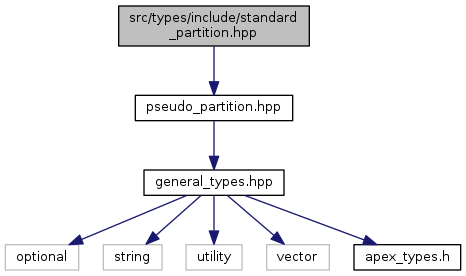 src/types/include/standard
_partition.hpp
pseudo_partition.hpp
general_types.hpp
optional
string
utility
vector
apex_types.h